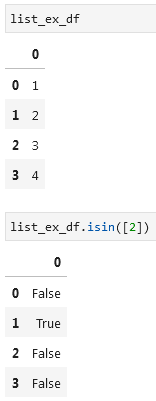 list_ex_df
0
0 1
1 2
2 3
3 4
list_ex_df.isin([2])
0
0 False
1 True
2 False
3 False